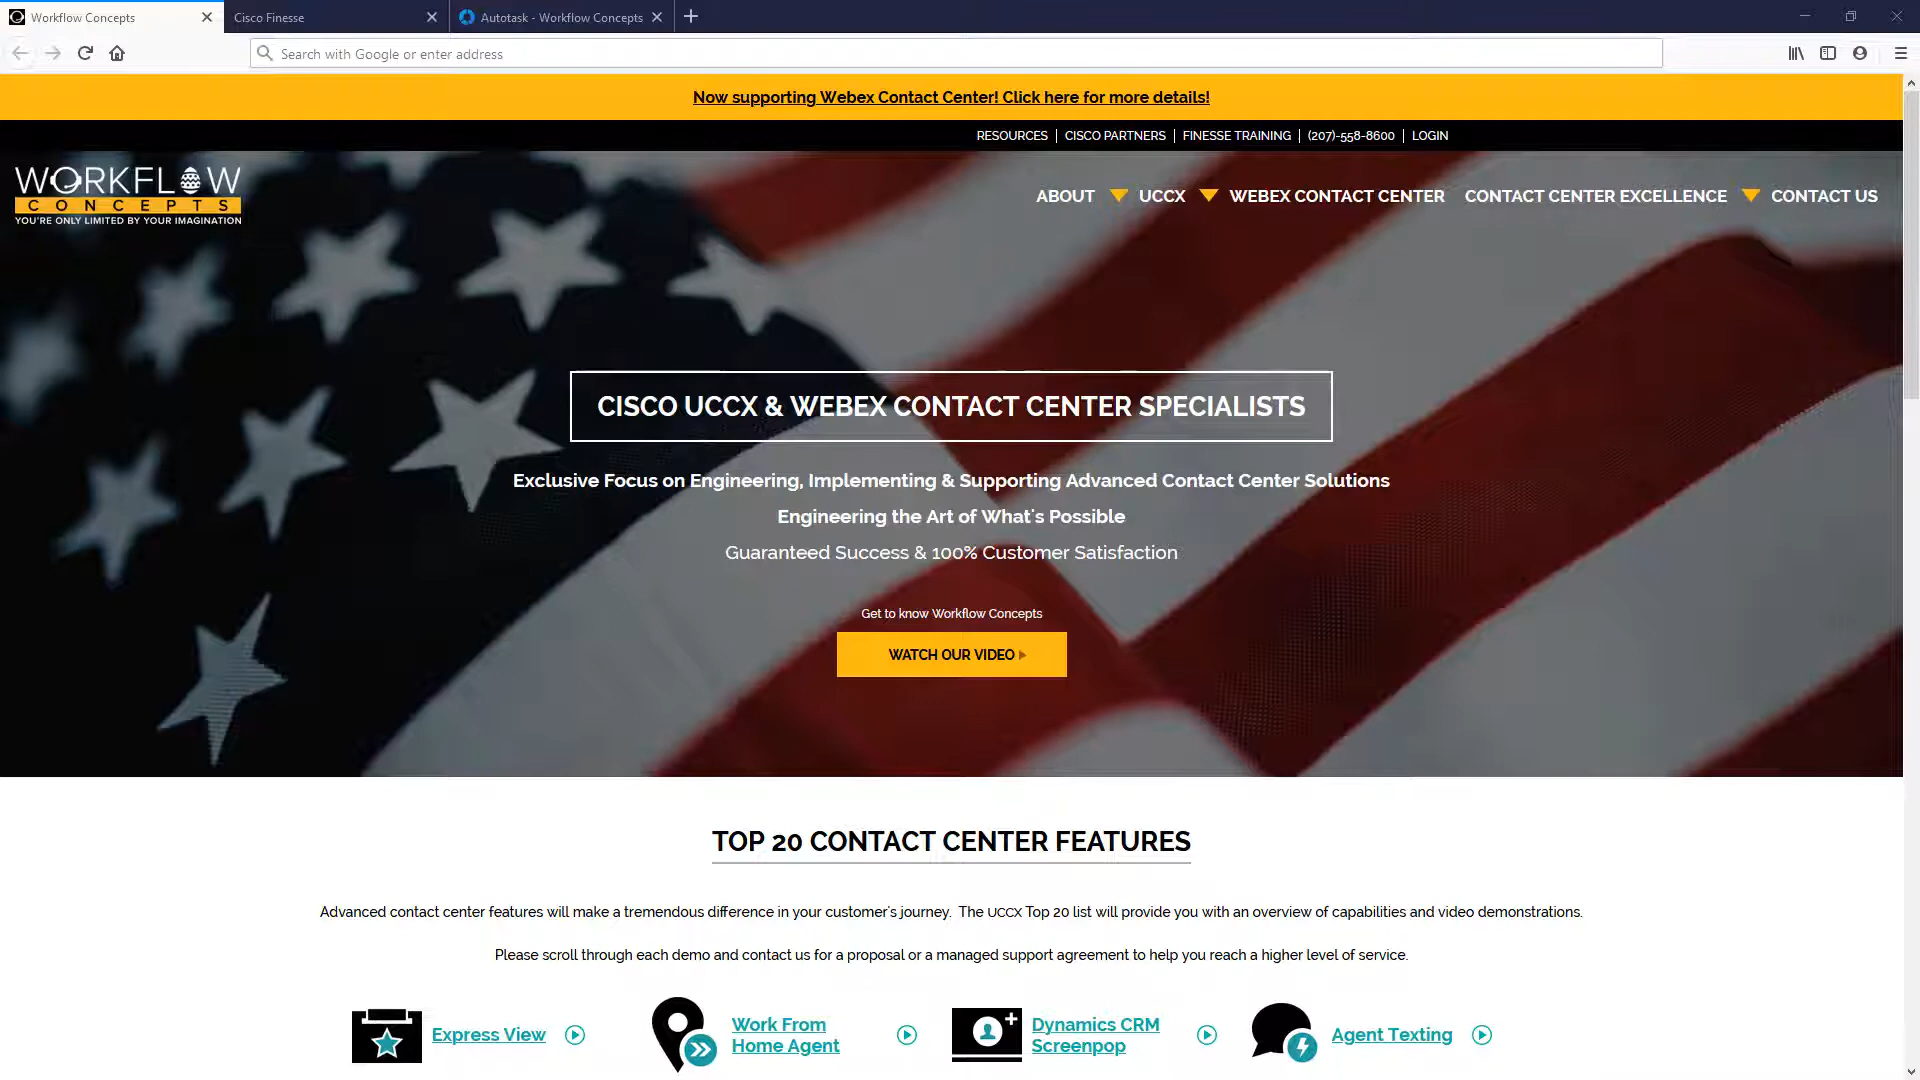 Workflow Concepts
Cisco Finesse
Autotask - Workflow Concepts
Search with Google or enter address
Now supporting Webex Contact Center! Click here for more details!
RESOURCES | CISCO PARTNERS | FINESSE TRAINING | (207)-558-8600 | LOGIN
WORKFLOW
CONCEPTS
YOU'RE ONLY LIMITED BY YOUR IMAGINATION
ABOUT UCCX WEBEX CONTACT CENTER CONTACT CENTER EXCELLENCE CONTACT US
CISCO UCCX & WEBEX CONTACT CENTER SPECIALISTS
Exclusive Focus on Engineering, Implementing & Supporting Advanced Contact Center Solutions
Engineering the Art of What's Possible
Guaranteed Success & 100% Customer Satisfaction
Get to know Workflow Concepts
WATCH OUR VIDEO
TOP 20 CONTACT CENTER FEATURES
Advanced contact center features will make a tremendous difference in your customer's journey. The UCCX Top 20 list will provide you with an overview of capabilities and video demonstrations.
Please scroll through each demo and contact us for a proposal or a managed support agreement to help you reach a higher level of service.
Express View
Work From
Home Agent
Dynamics CRM
Screenpop
Agent Texting